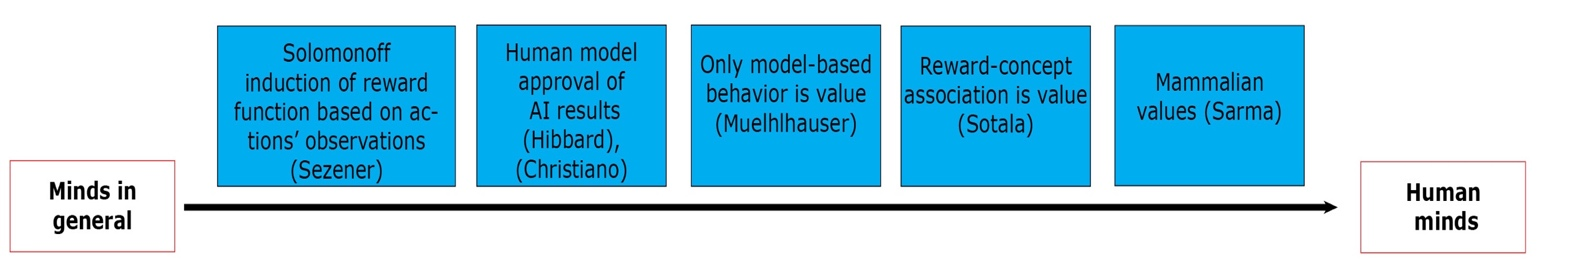 Minds in
general
Solomonoff
induction of reward
function based on ac-
tions’ observations
(Sezener)
Human model
approval of
AI results
(Hibbard),
(Christiano)
Only model-based
behavior is value
(Muelhlhauser)
Reward-concept
association is value
(Sotala)
Mammalian
values (Sarma)
Human
minds